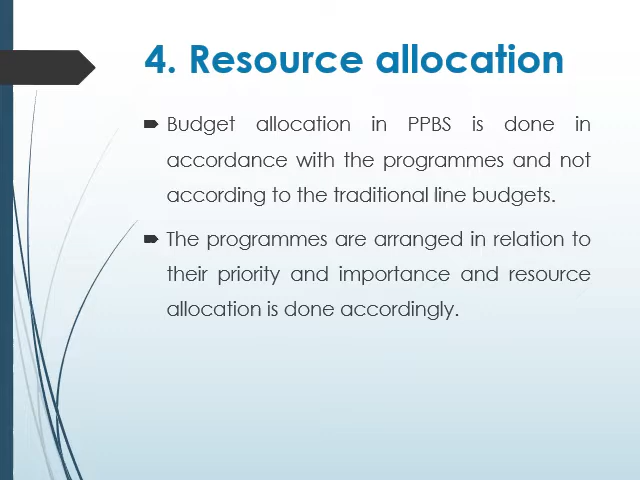 4. Resource allocation
Budget allocation in PPBS is done in
accordance with the programmes and not
according to the traditional line budgets.
The programmes are arranged in relation to
their priority and importance and resource
allocation is done accordingly.